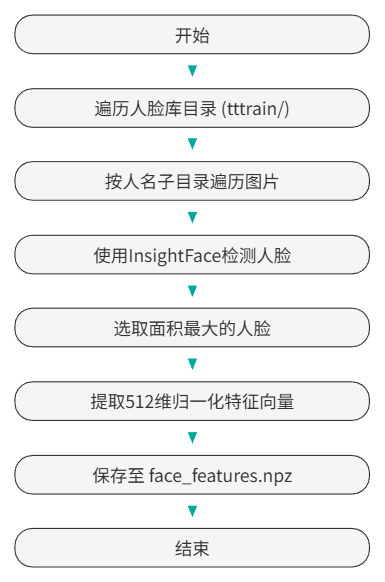 开始
遍历人脸库目录 (tttrain/)
按人名子目录遍历图片
使用InsightFace检测人脸
选取面积最大的人脸
提取512维归一化特征向量
保存至 face_features.npz
结束